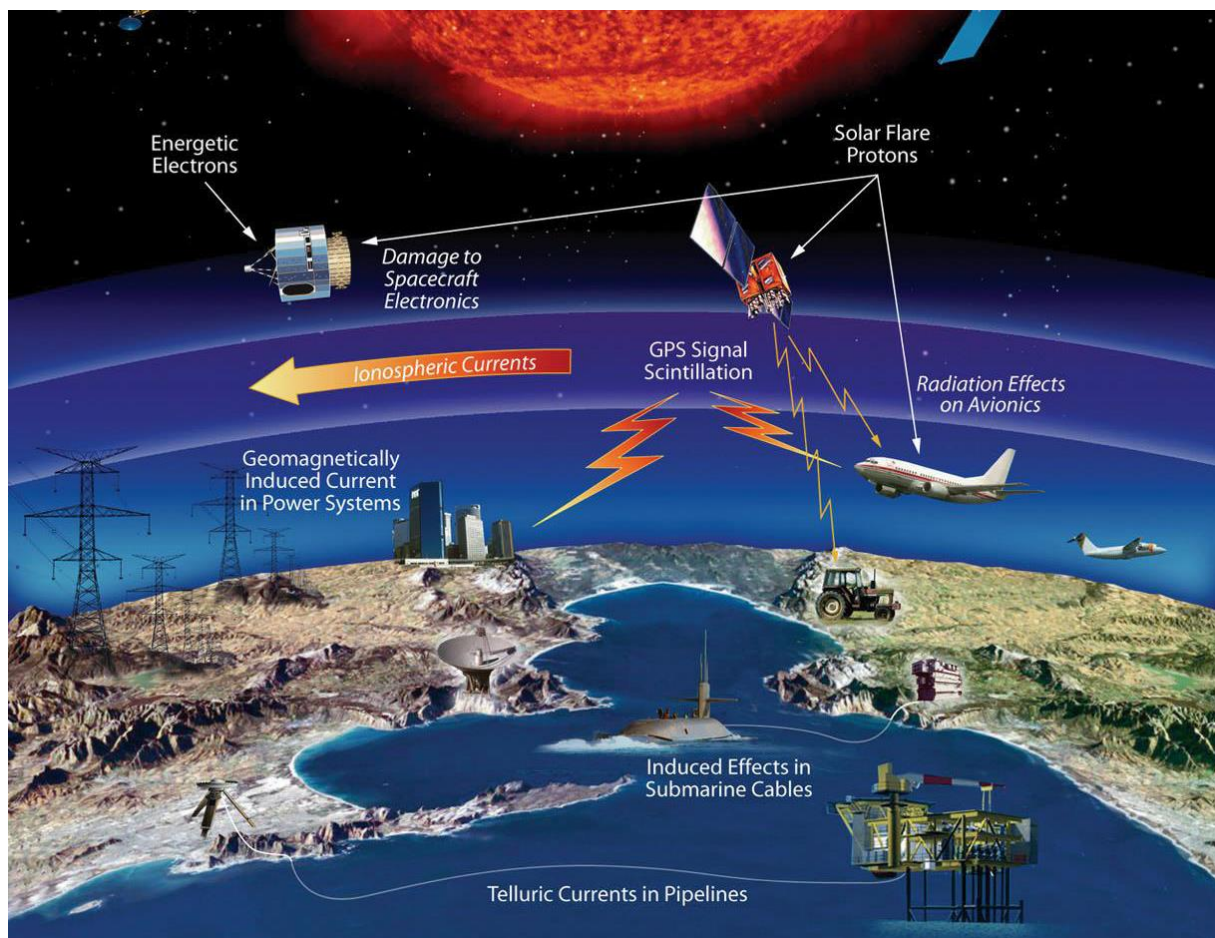 Energetic
Electrons
Solar Flare
Protons
Damage to
Spacecraft
Electronics
Ionospheric Currents
GPS Signal
Scintillation
Radiation Effects
on Avionics
Geomagnetically
Induced Current
in Power Systems
Induced Effects in
Submarine Cables
Telluric Currents in Pipelines